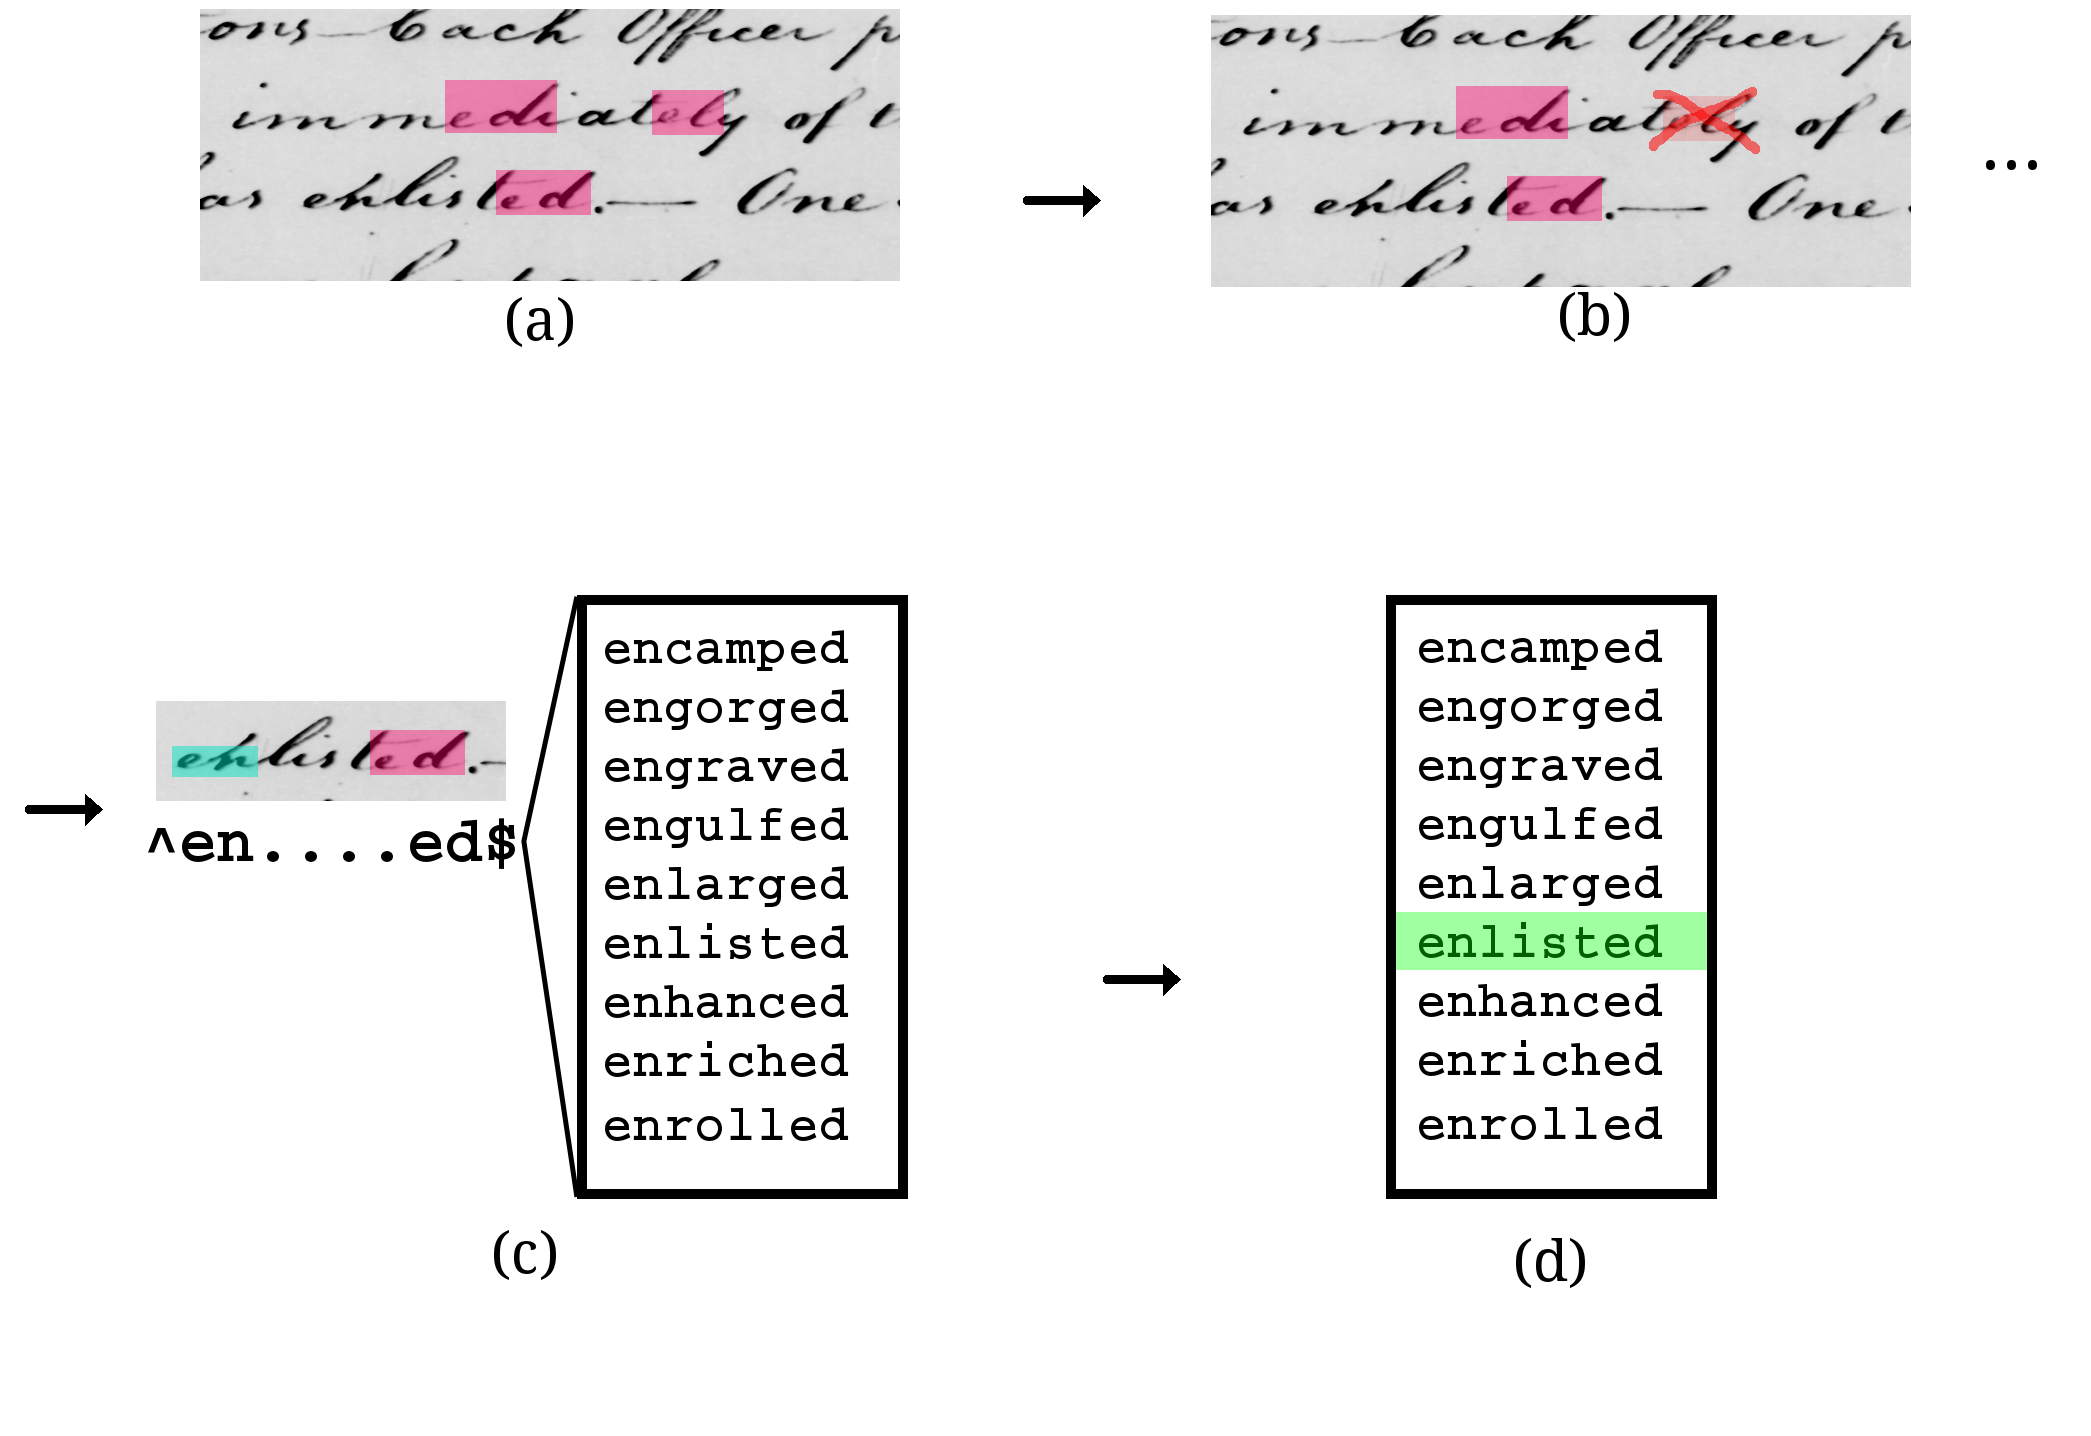 ons—Each Officer p
immediately of t
as enlisted.— One
(a)
ons—Each Officer p
immediately of t
as enlisted.— One
(b)
...
enlisted.—
^en....ed$
encamped
engorged
engraved
engulfed
enlarged
enlisted
enhanced
enriched
enrolled
(c)
encamped
engorged
engraved
engulfed
enlarged
enlisted
enhanced
enriched
enrolled
(d)